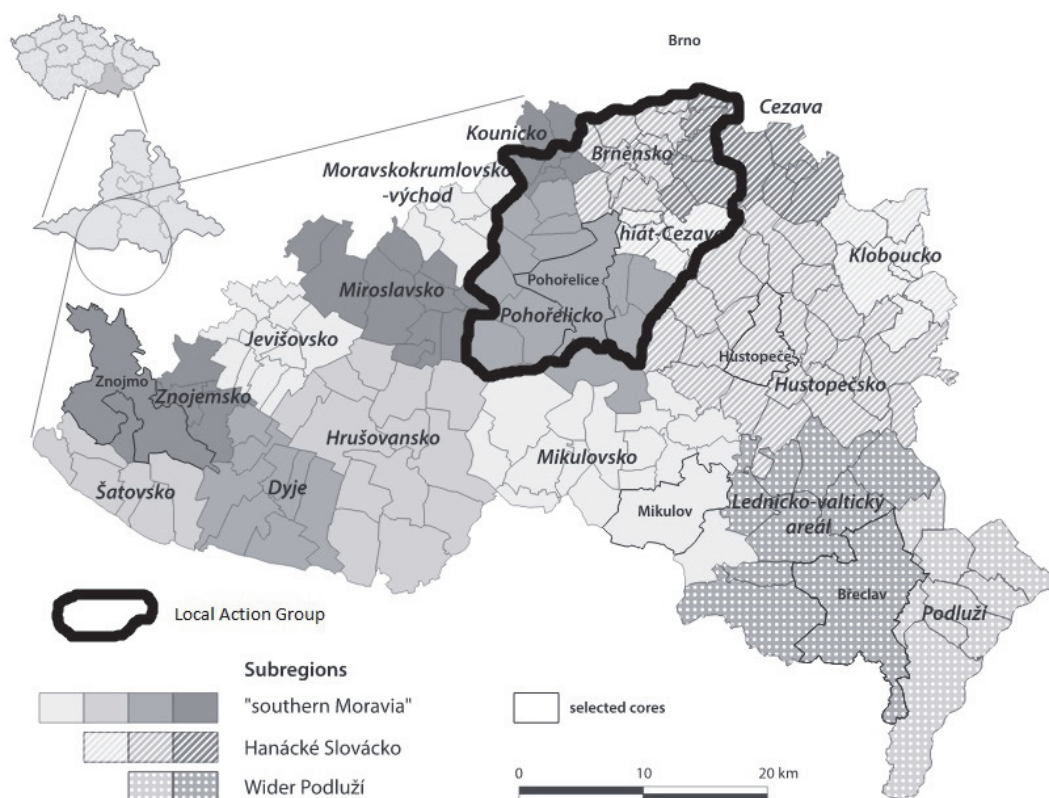 Brno
Cezava
Kounicko
Brněnsko
Moravskokrumlovsko
-východ
hiát-Cezava
Kloboucko
Miroslavsko
Pohořelice
Pohořelicko
Jevišovsko
Hustopeče
Hustopečsko
Znojmo
Znojemsko
Hrušovansko
Mikulovsko
Šatovsko
Dyje
Lednicko-valtický
areál
Mikulov
Břeclav
Podluží
Local Action Group
Subregions
"southern Moravia"
selected cores
Hanácké Slovácko
Wider Podluží
0 10 20 km